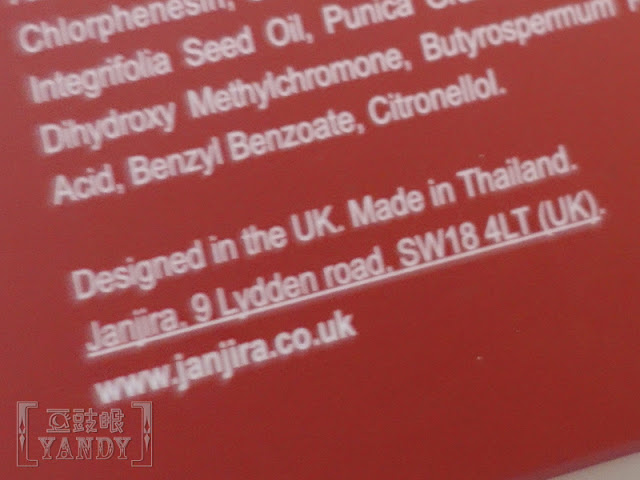 Chlorphenesin,
Integrifolia Seed Oil, Punica
Dihydroxy Methylchromone, Butyrospermum
Acid, Benzyl Benzoate, Citronellol.
Designed in the UK. Made in Thailand.
Janjira, 9 Lydden road, SW18 4LT (UK).
www.janjira.co.uk
豆豉眼
YANDY